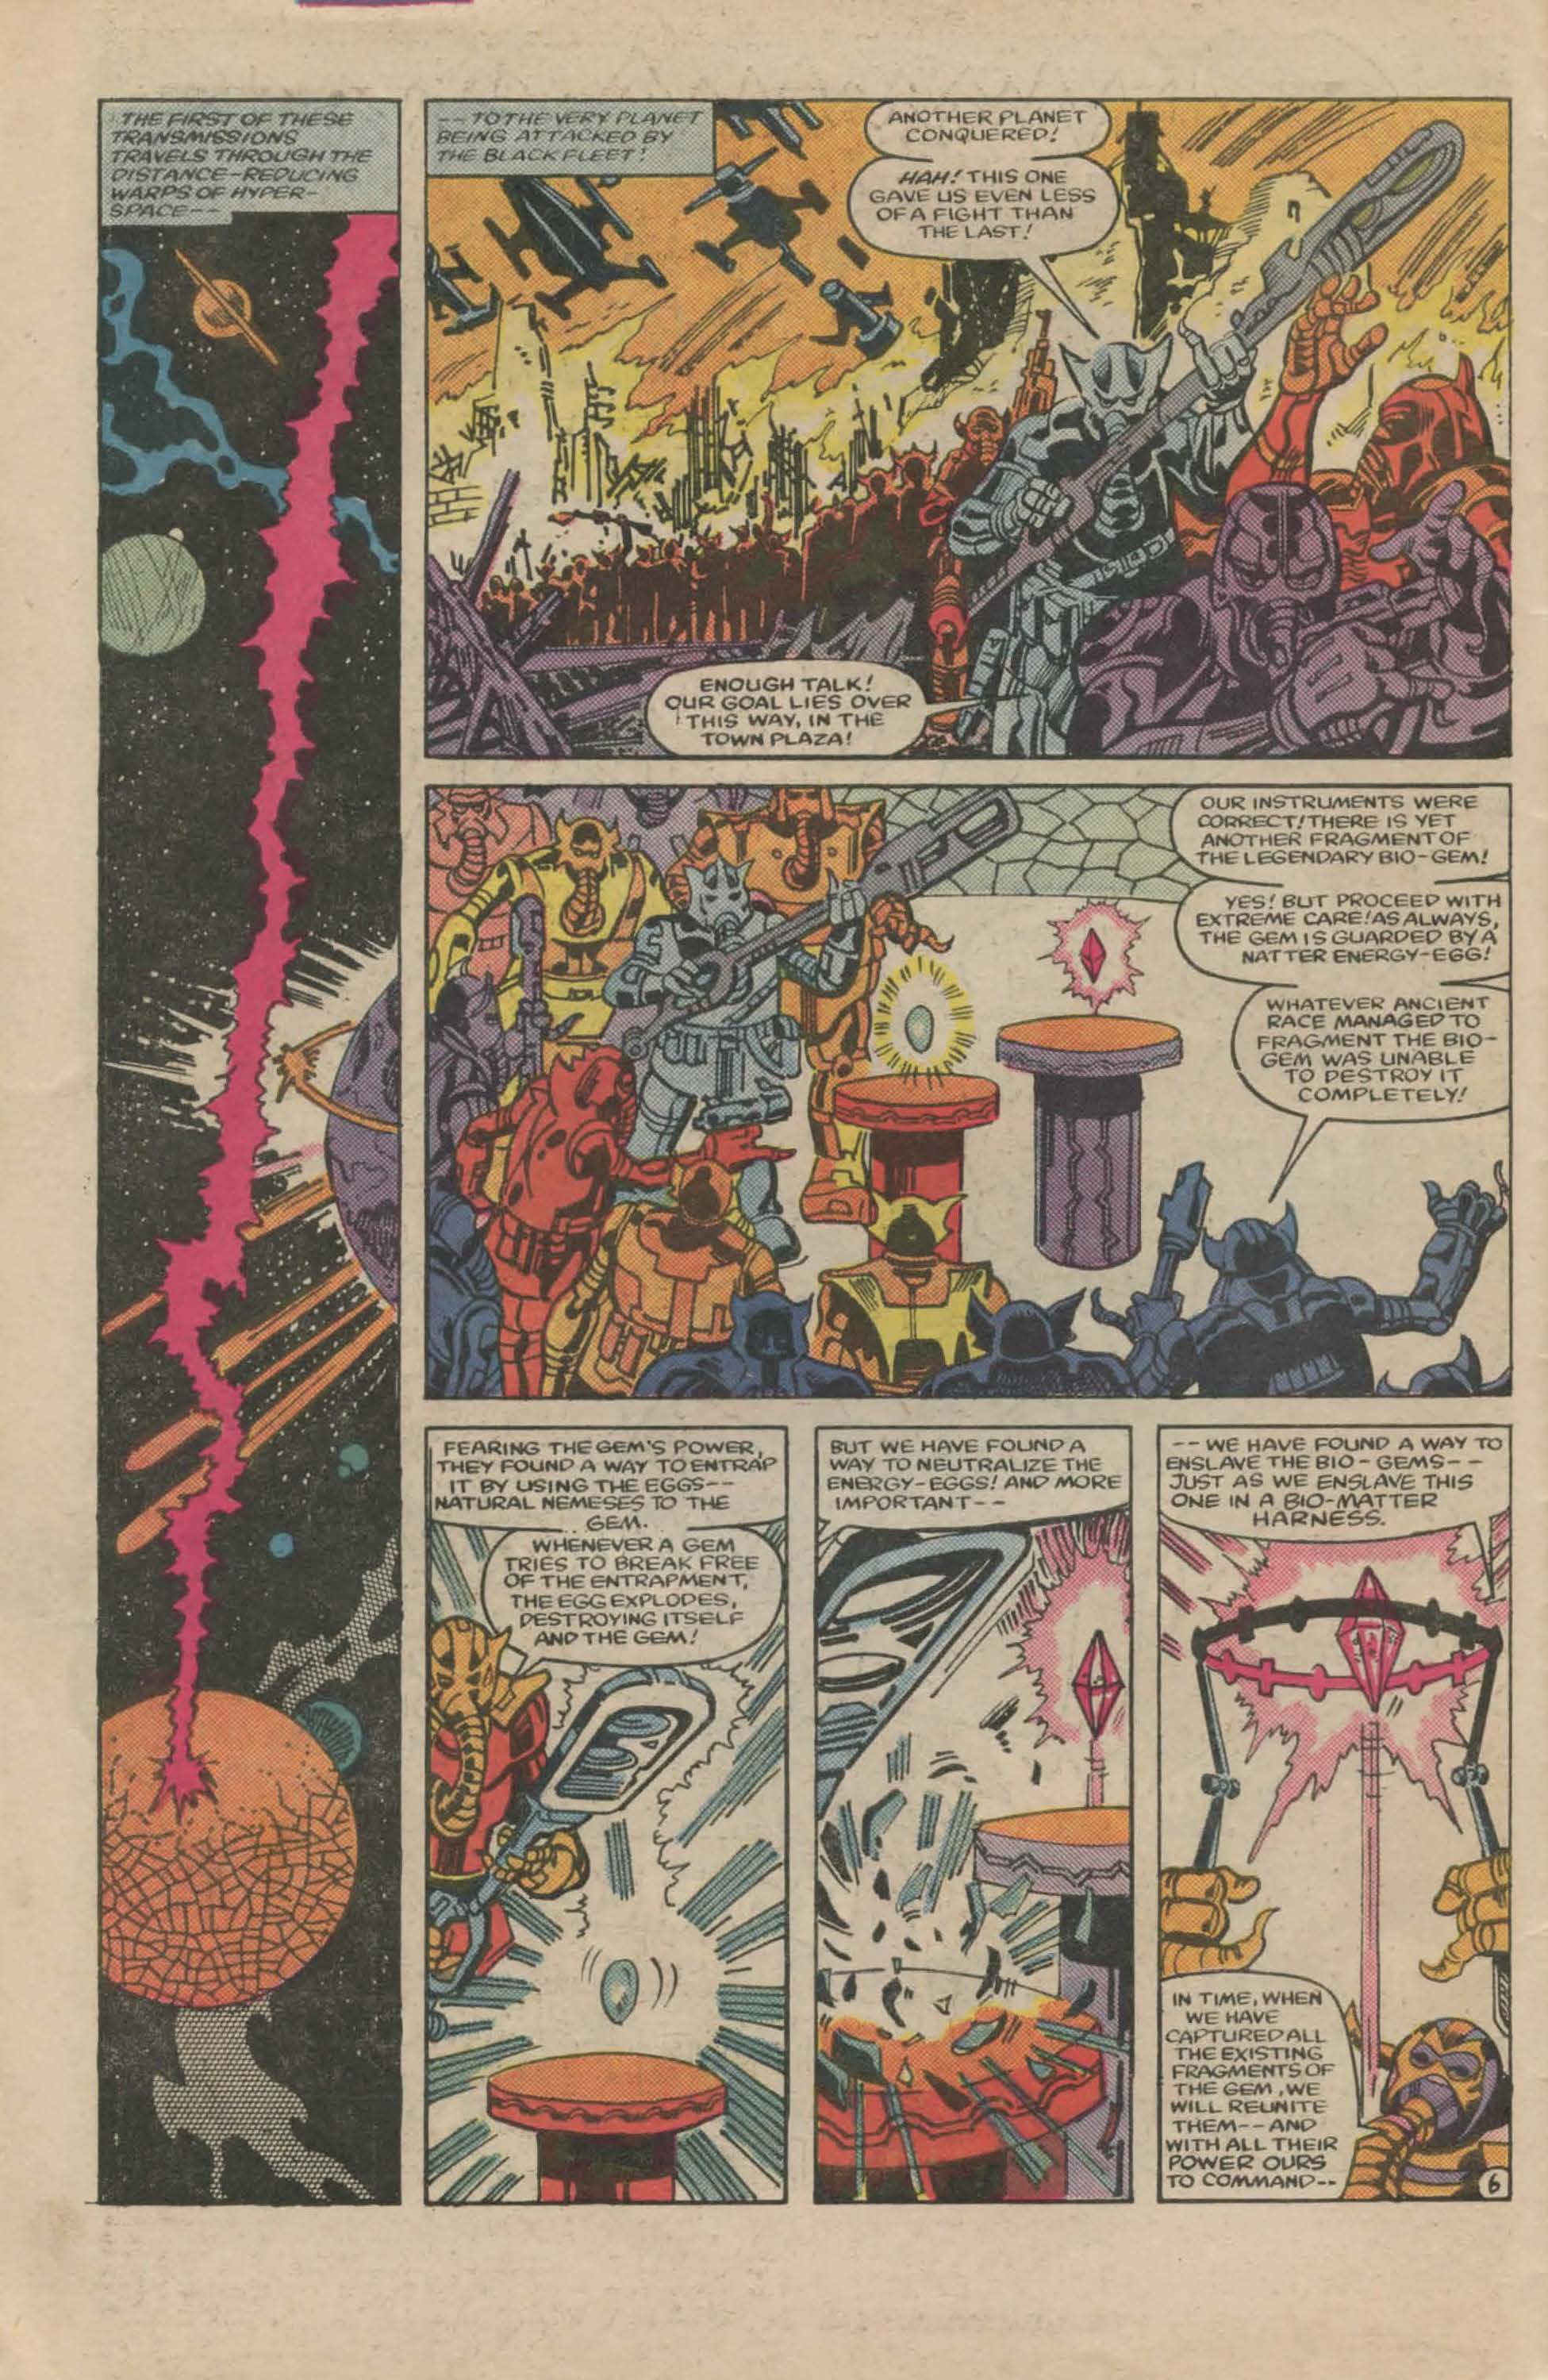 THE FIRST OF THESE
TRANSMISSIONS
TRAVELS THROUGH THE
DISTANCE-REDUCING
WARPS OF HYPER-
SPACE--
-- TO THE VERY PLANET
BEING ATTACKED BY
THE BLACK FLEET!
ANOTHER PLANET
CONQUERED!
HAH! THIS ONE
GAVE US EVEN LESS
OF A FIGHT THAN
THE LAST!
ENOUGH TALK!
OUR GOAL LIES OVER
THIS WAY, IN THE
TOWN PLAZA!
OUR INSTRUMENTS WERE
CORRECT! THERE IS YET
ANOTHER FRAGMENT OF
THE LEGENDARY BIO-GEM!
YES! BUT PROCEED WITH
EXTREME CARE! AS ALWAYS,
THE GEM IS GUARDED BY A
NATTER ENERGY-EGG!
WHATEVER ANCIENT
RACE MANAGED TO
FRAGMENT THE BIO-
GEM WAS UNABLE
TO DESTROY IT
COMPLETELY!
FEARING THE GEM'S POWER,
THEY FOUND A WAY TO ENTRAP
IT BY USING THE EGGS--
NATURAL NEMESES TO THE
GEM.
WHENEVER A GEM
TRIES TO BREAK FREE
OF THE ENTRAPMENT,
THE EGG EXPLODES,
DESTROYING ITSELF
AND THE GEM!
BUT WE HAVE FOUND A
WAY TO NEUTRALIZE THE
ENERGY-EGGS! AND MORE
IMPORTANT--
-- WE HAVE FOUND A WAY TO
ENSLAVE THE BIO-GEMS--
JUST AS WE ENSLAVE THIS
ONE IN A BIO-MATTER
HARNESS.
IN TIME, WHEN
WE HAVE
CAPTURED ALL
THE EXISTING
FRAGMENTS OF
THE GEM, WE
WILL REUNITE
THEM-- AND
WITH ALL THEIR
POWER OURS
TO COMMAND--
6